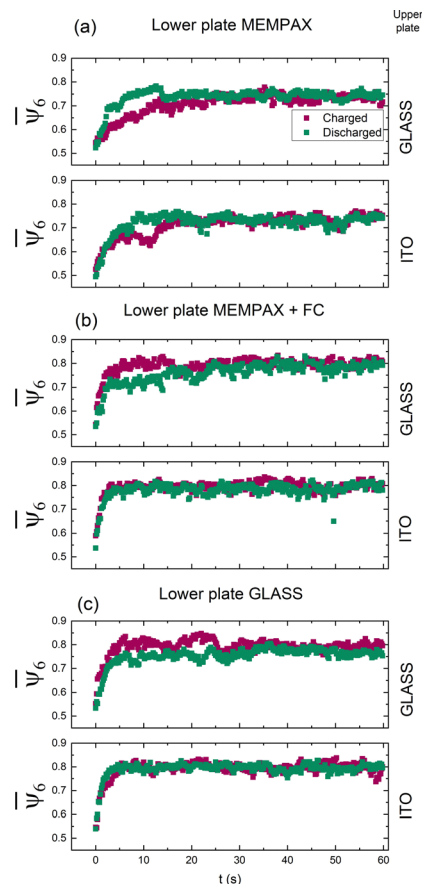 (a) Lower plate MEMPAX
Upper
plate
0.9
0.8
0.7
0.6
0.5
ψ̄6
Charged
Discharged
GLASS
0.9
0.8
0.7
0.6
0.5
ψ̄6
ITO
(b) Lower plate MEMPAX + FC
0.9
0.8
0.7
0.6
0.5
ψ̄6
GLASS
0.9
0.8
0.7
0.6
0.5
ψ̄6
ITO
(c) Lower plate GLASS
0.9
0.8
0.7
0.6
0.5
ψ̄6
GLASS
0.9
0.8
0.7
0.6
0.5
ψ̄6
ITO
0 10 20 30 40 50 60
t (s)